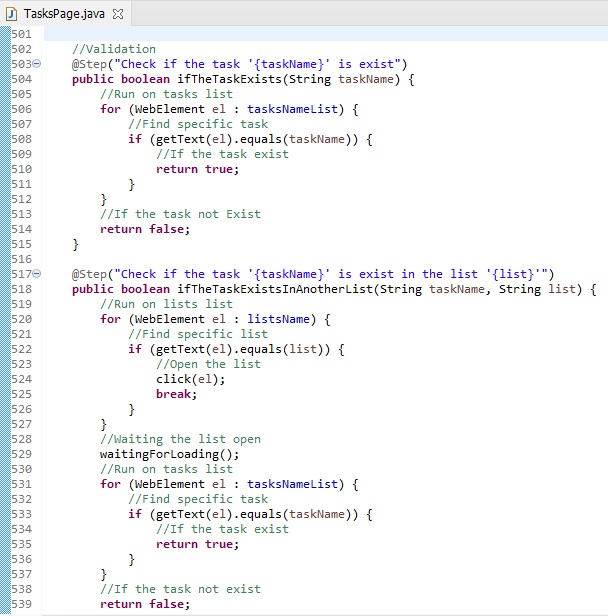 TasksPage.java
501
502 //Validation
503 @Step("Check if the task '{taskName}' is exist")
504 public boolean ifTheTaskExists(String taskName) {
505 //Run on tasks list
506 for (WebElement el : tasksNameList) {
507 //Find specific task
508 if (getText(el).equals(taskName)) {
509 //If the task exist
510 return true;
511 }
512 }
513 //If the task not Exist
514 return false;
515 }
516
517 @Step("Check if the task '{taskName}' is exist in the list '{list}'")
518 public boolean ifTheTaskExistsInAnotherList(String taskName, String list) {
519 //Run on lists list
520 for (WebElement el : listsName) {
521 //Find specific list
522 if (getText(el).equals(list)) {
523 //Open the list
524 click(el);
525 break;
526 }
527 }
528 //Waiting the list open
529 waitingForLoading();
530 //Run on tasks list
531 for (WebElement el : tasksNameList) {
532 //Find specific task
533 if (getText(el).equals(taskName)) {
534 //If the task exist
535 return true;
536 }
537 }
538 //If the task not exist
539 return false;